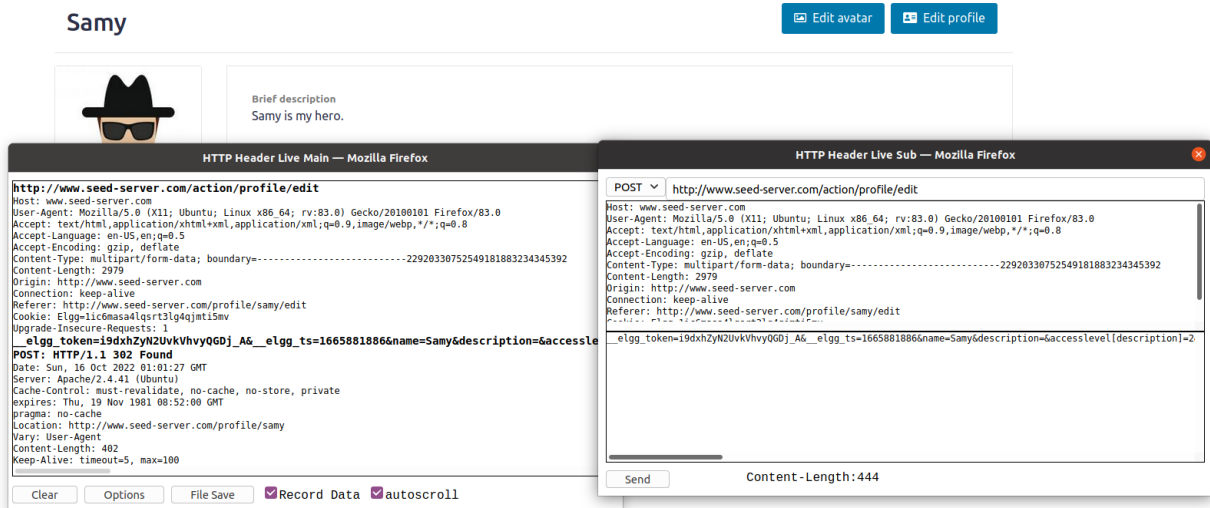 Samy
Edit avatar
Edit profile
Brief description
Samy is my hero.
HTTP Header Live Main — Mozilla Firefox
http://www.seed-server.com/action/profile/edit
Host: www.seed-server.com
User-Agent: Mozilla/5.0 (X11; Ubuntu; Linux x86_64; rv:83.0) Gecko/20100101 Firefox/83.0
Accept: text/html,application/xhtml+xml,application/xml;q=0.9,image/webp,*/*;q=0.8
Accept-Language: en-US,en;q=0.5
Accept-Encoding: gzip, deflate
Content-Type: multipart/form-data; boundary=---------------------------22920330752549181883234345392
Content-Length: 2979
Origin: http://www.seed-server.com
Connection: keep-alive
Referer: http://www.seed-server.com/profile/samy/edit
Cookie: Elgg=1ic6masa4lqsrt3lg4qjmti5mv
Upgrade-Insecure-Requests: 1
__elgg_token=i9dxhZyN2UvkVhvyQGDj_A&__elgg_ts=1665881886&name=Samy&description=&accessle
POST: HTTP/1.1 302 Found
Date: Sun, 16 Oct 2022 01:01:27 GMT
Server: Apache/2.4.41 (Ubuntu)
Cache-Control: must-revalidate, no-cache, no-store, private
expires: Thu, 19 Nov 1981 08:52:00 GMT
pragma: no-cache
Location: http://www.seed-server.com/profile/samy
Vary: User-Agent
Content-Length: 402
Keep-Alive: timeout=5, max=100
Clear
Options
File Save
Record Data
autoscroll
HTTP Header Live Sub — Mozilla Firefox
POST
http://www.seed-server.com/action/profile/edit
Host: www.seed-server.com
User-Agent: Mozilla/5.0 (X11; Ubuntu; Linux x86_64; rv:83.0) Gecko/20100101 Firefox/83.0
Accept: text/html,application/xhtml+xml,application/xml;q=0.9,image/webp,*/*;q=0.8
Accept-Language: en-US,en;q=0.5
Accept-Encoding: gzip, deflate
Content-Type: multipart/form-data; boundary=---------------------------22920330752549181883234345392
Content-Length: 2979
Origin: http://www.seed-server.com
Connection: keep-alive
Referer: http://www.seed-server.com/profile/samy/edit
__elgg_token=i9dxhZyN2UvkVhvyQGDj_A&__elgg_ts=1665881886&name=Samy&description=&accesslevel[description]=2
Send
Content-Length:444